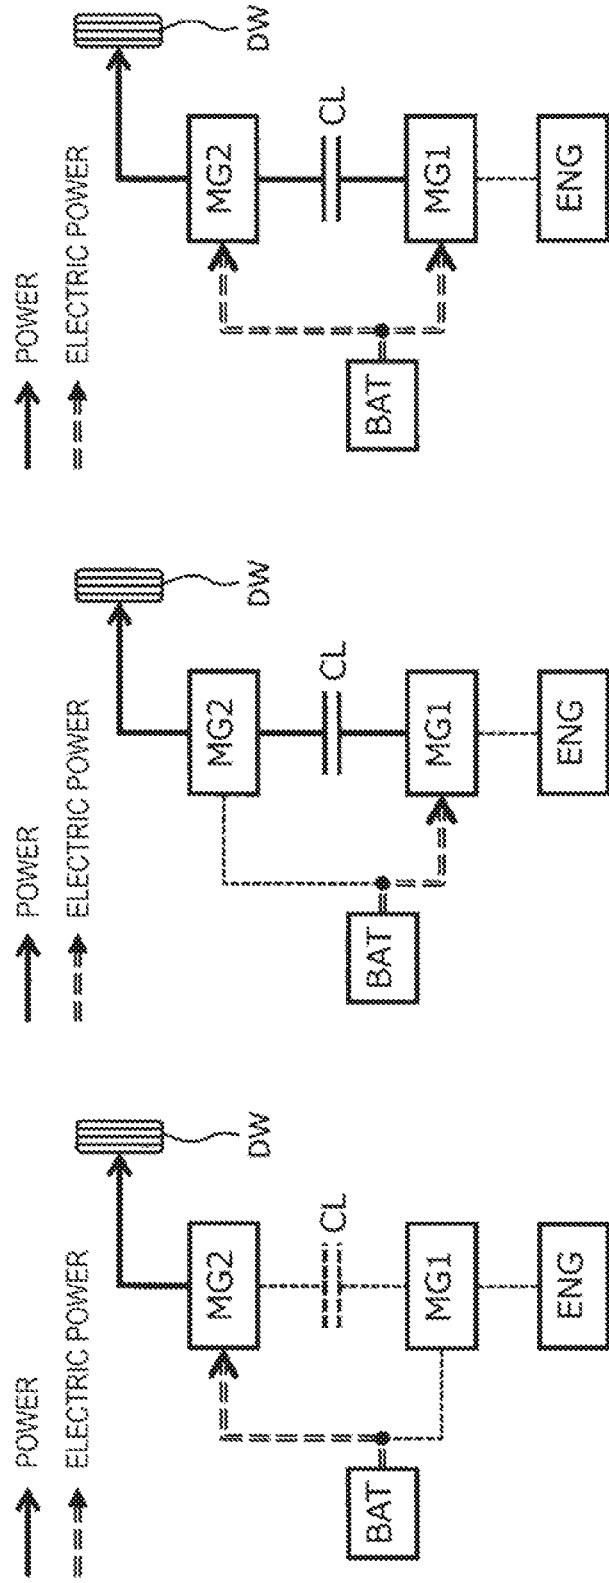 POWER
ELECTRIC POWER
DW
MG2
CL
BAT
MG1
ENG
POWER
ELECTRIC POWER
DW
MG2
CL
BAT
MG1
ENG
POWER
ELECTRIC POWER
DW
MG2
CL
BAT
MG1
ENG